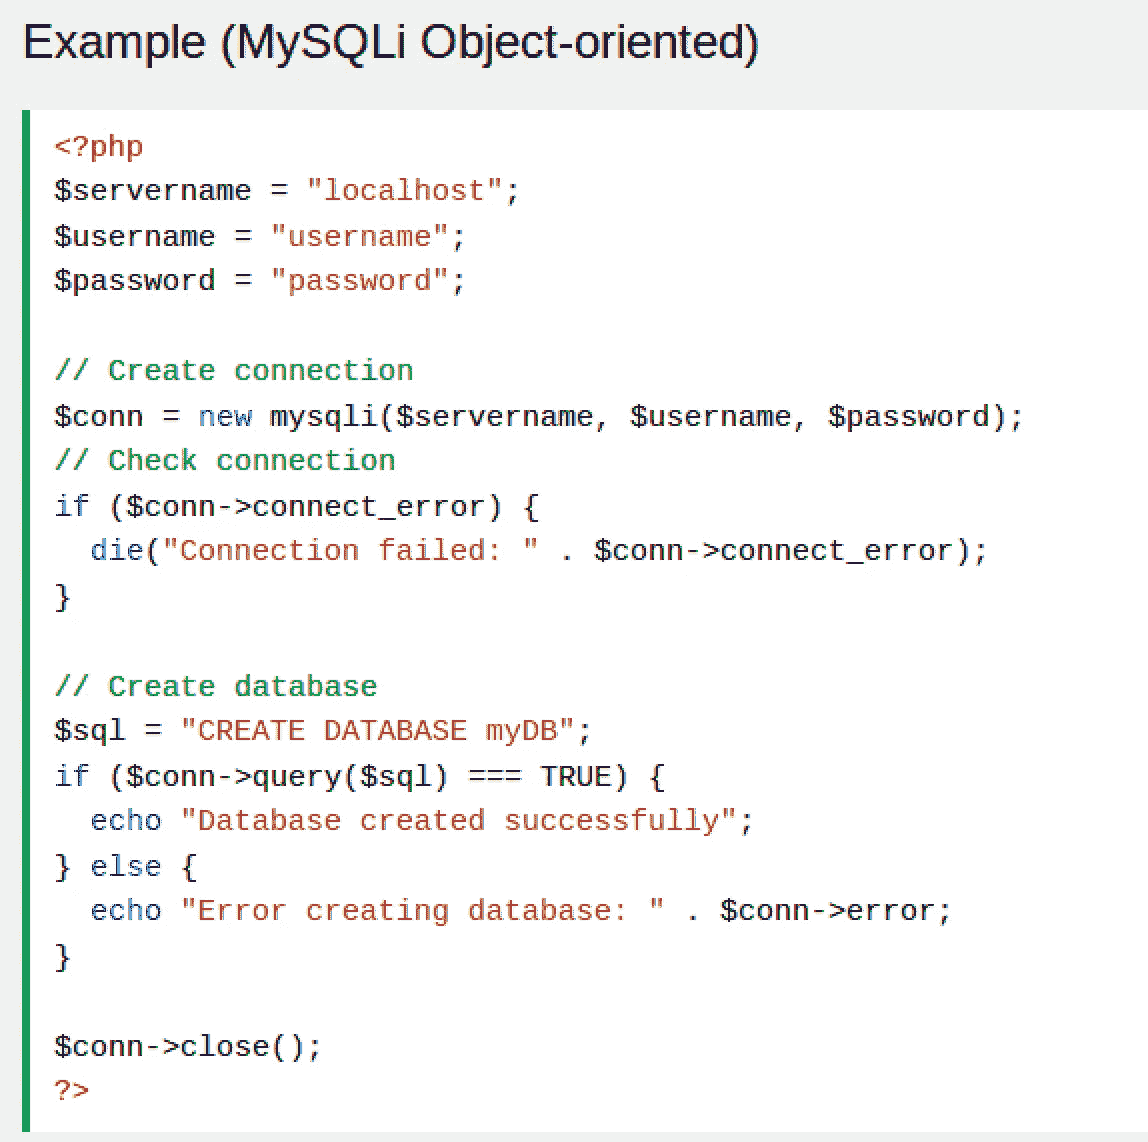 Example (MySQLi Object-oriented)
<?php
$servername = "localhost";
$username = "username";
$password = "password";

// Create connection
$conn = new mysqli($servername, $username, $password);
// Check connection
if ($conn->connect_error) {
  die("Connection failed: " . $conn->connect_error);
}

// Create database
$sql = "CREATE DATABASE myDB";
if ($conn->query($sql) === TRUE) {
  echo "Database created successfully";
} else {
  echo "Error creating database: " . $conn->error;
}

$conn->close();
?>